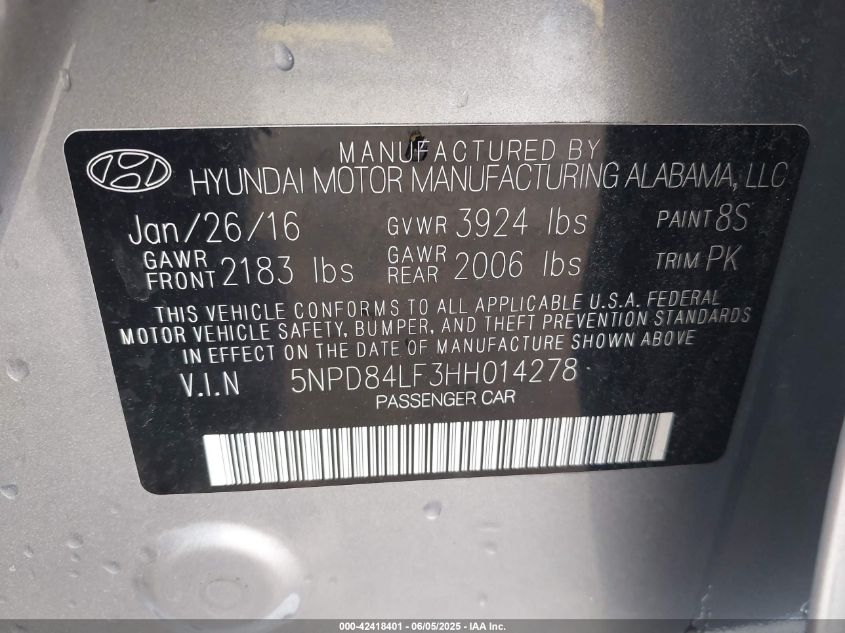 MANUFACTURED BY
HYUNDAI MOTOR MANUFACTURING ALABAMA, LLC
Jan/26/16 GVWR 3924 lbs PAINT 8S
GAWR FRONT 2183 lbs GAWR REAR 2006 lbs TRIM PK
THIS VEHICLE CONFORMS TO ALL APPLICABLE U.S.A. FEDERAL
MOTOR VEHICLE SAFETY, BUMPER, AND THEFT PREVENTION STANDARDS
IN EFFECT ON THE DATE OF MANUFACTURE SHOWN ABOVE
V.I.N 5NPD84LF3HH014278
PASSENGER CAR
000-42418401 - 06/05/2025 - IAA Inc.